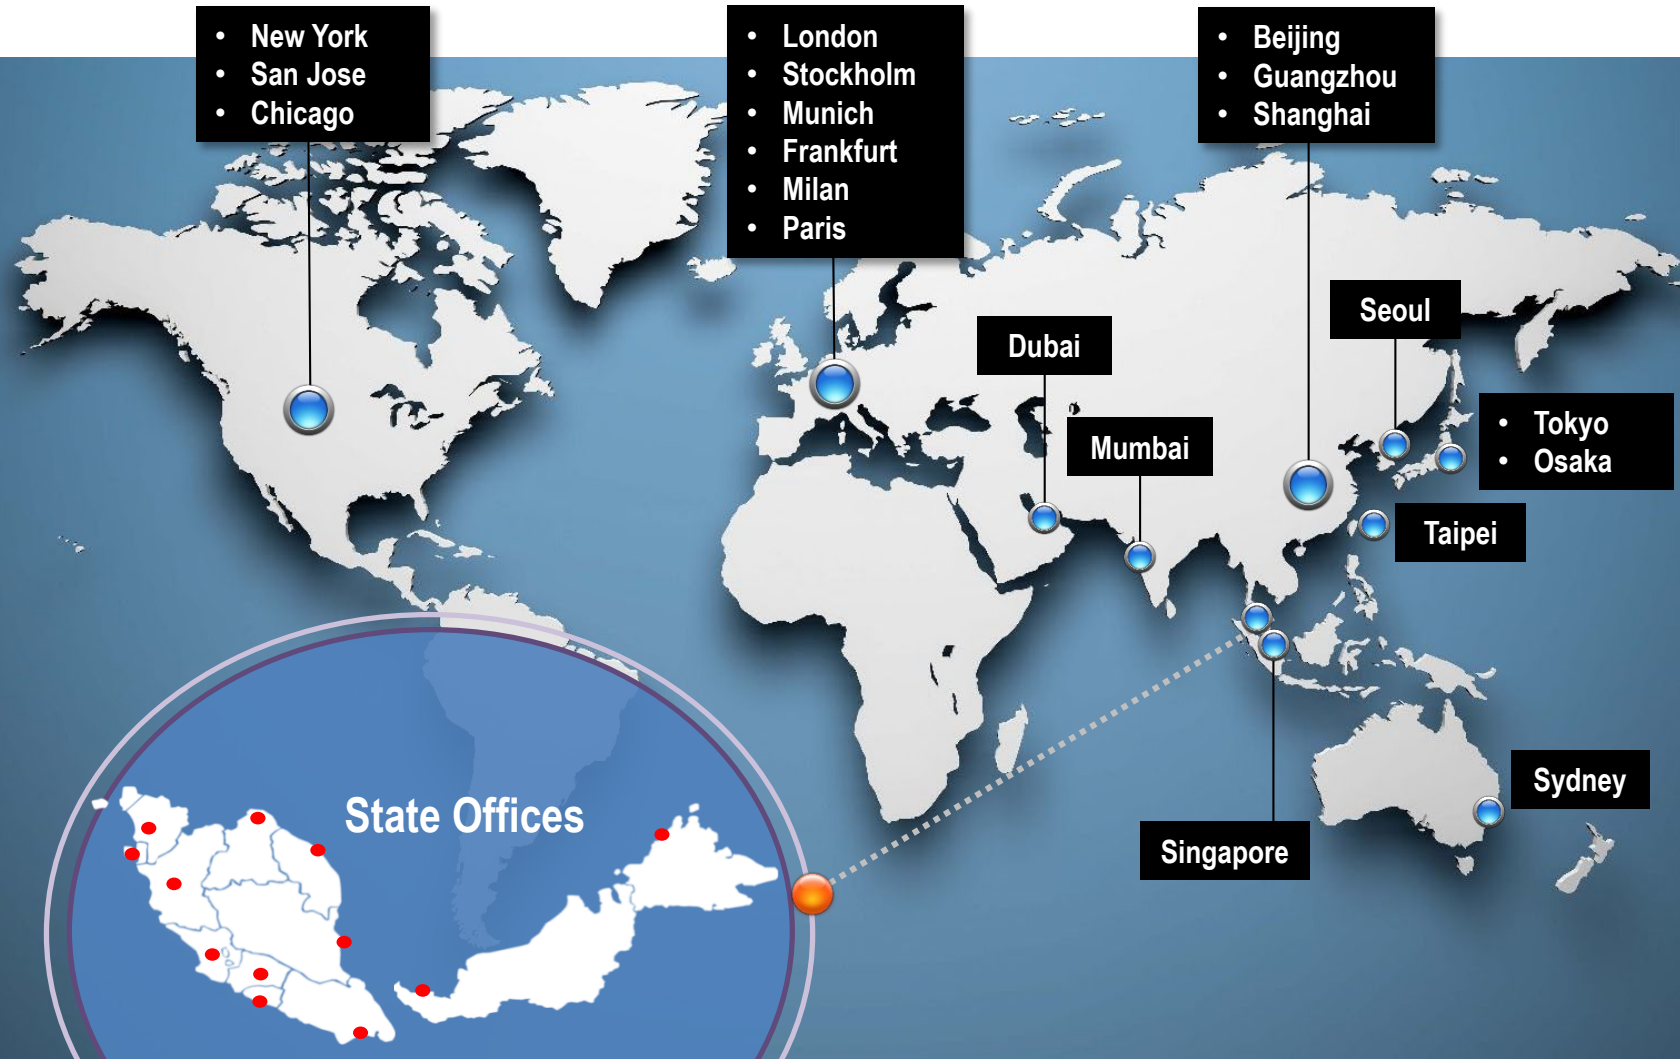 • New York
• San Jose
• Chicago
• London
• Stockholm
• Munich
• Frankfurt
• Milan
• Paris
• Beijing
• Guangzhou
• Shanghai
Seoul
Dubai
• Tokyo
• Osaka
Mumbai
Taipei
Sydney
State Offices
Singapore